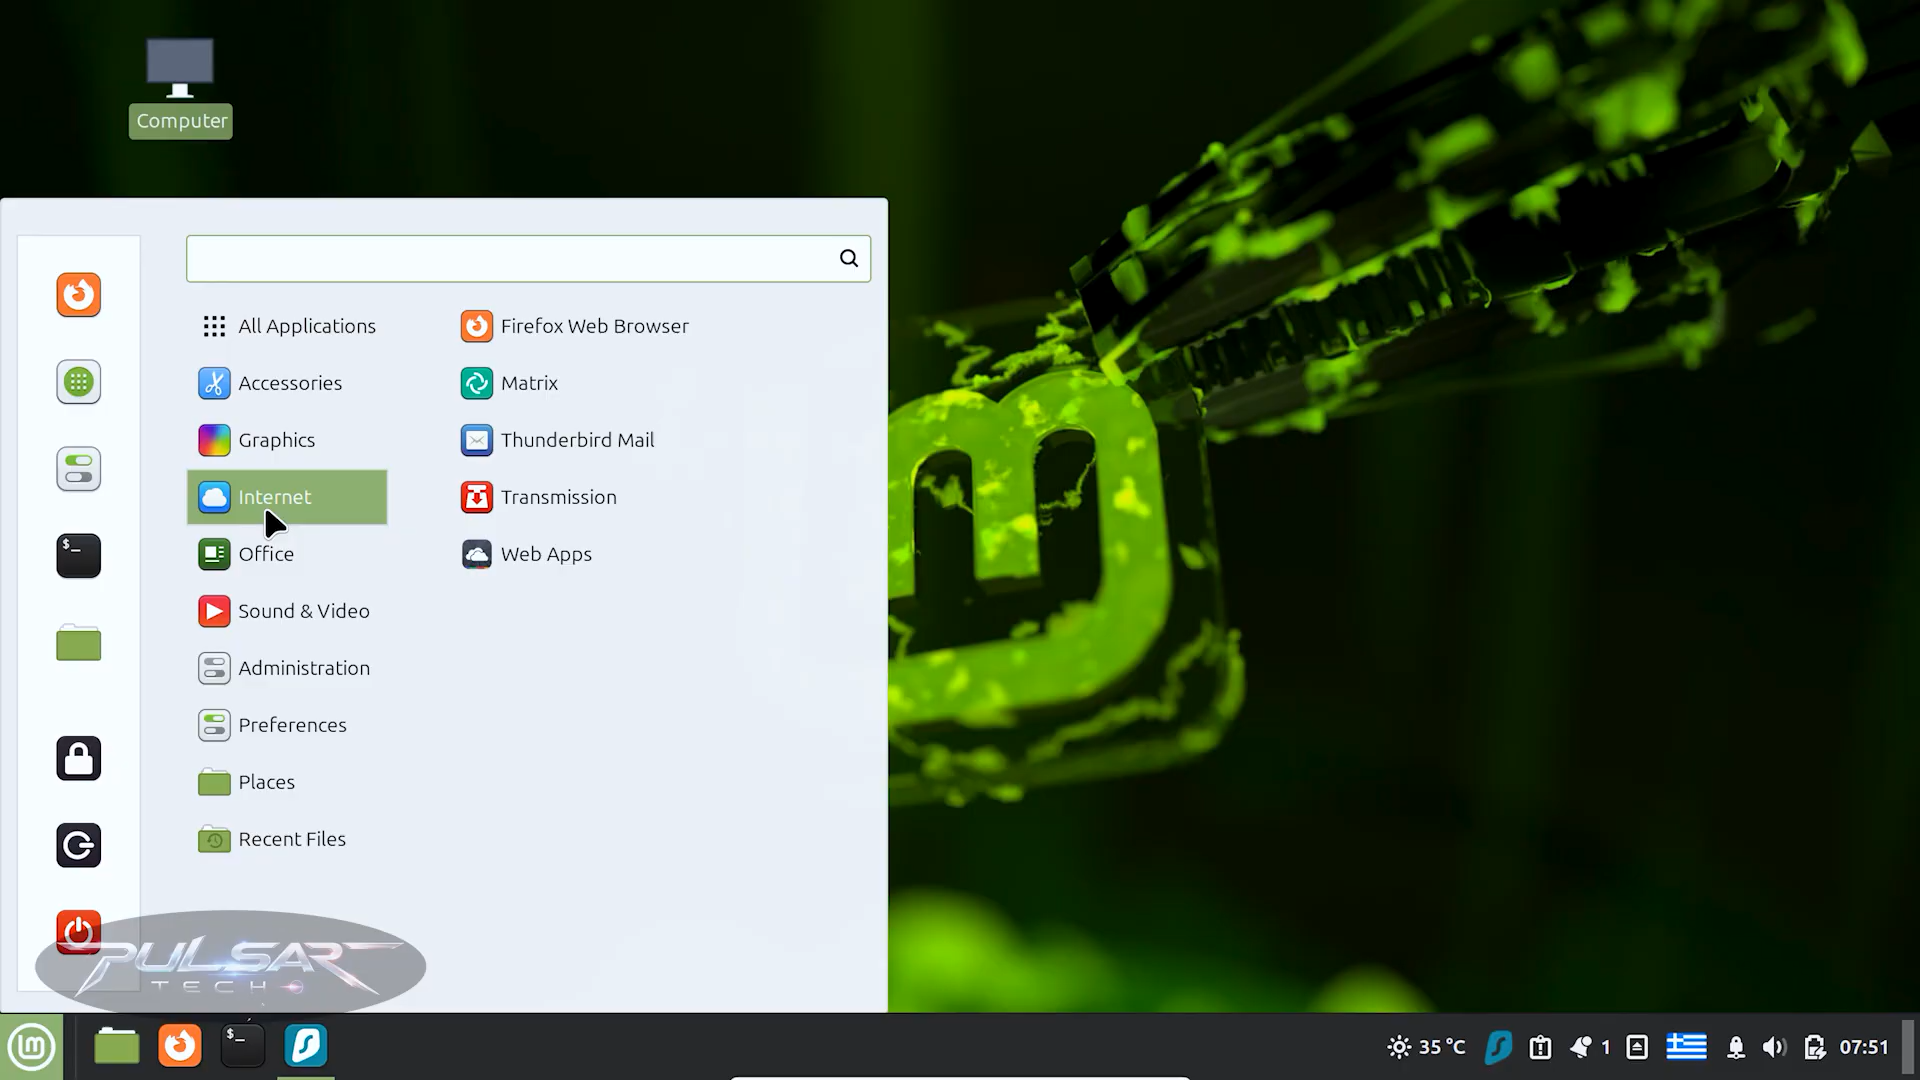 Computer
All Applications
Accessories
Graphics
Internet
Office
Sound & Video
Administration
Preferences
Places
Recent Files
Firefox Web Browser
Matrix
Thunderbird Mail
Transmission
Web Apps
$_
PULSAR
TECH
$_
35 °C
1
07:51